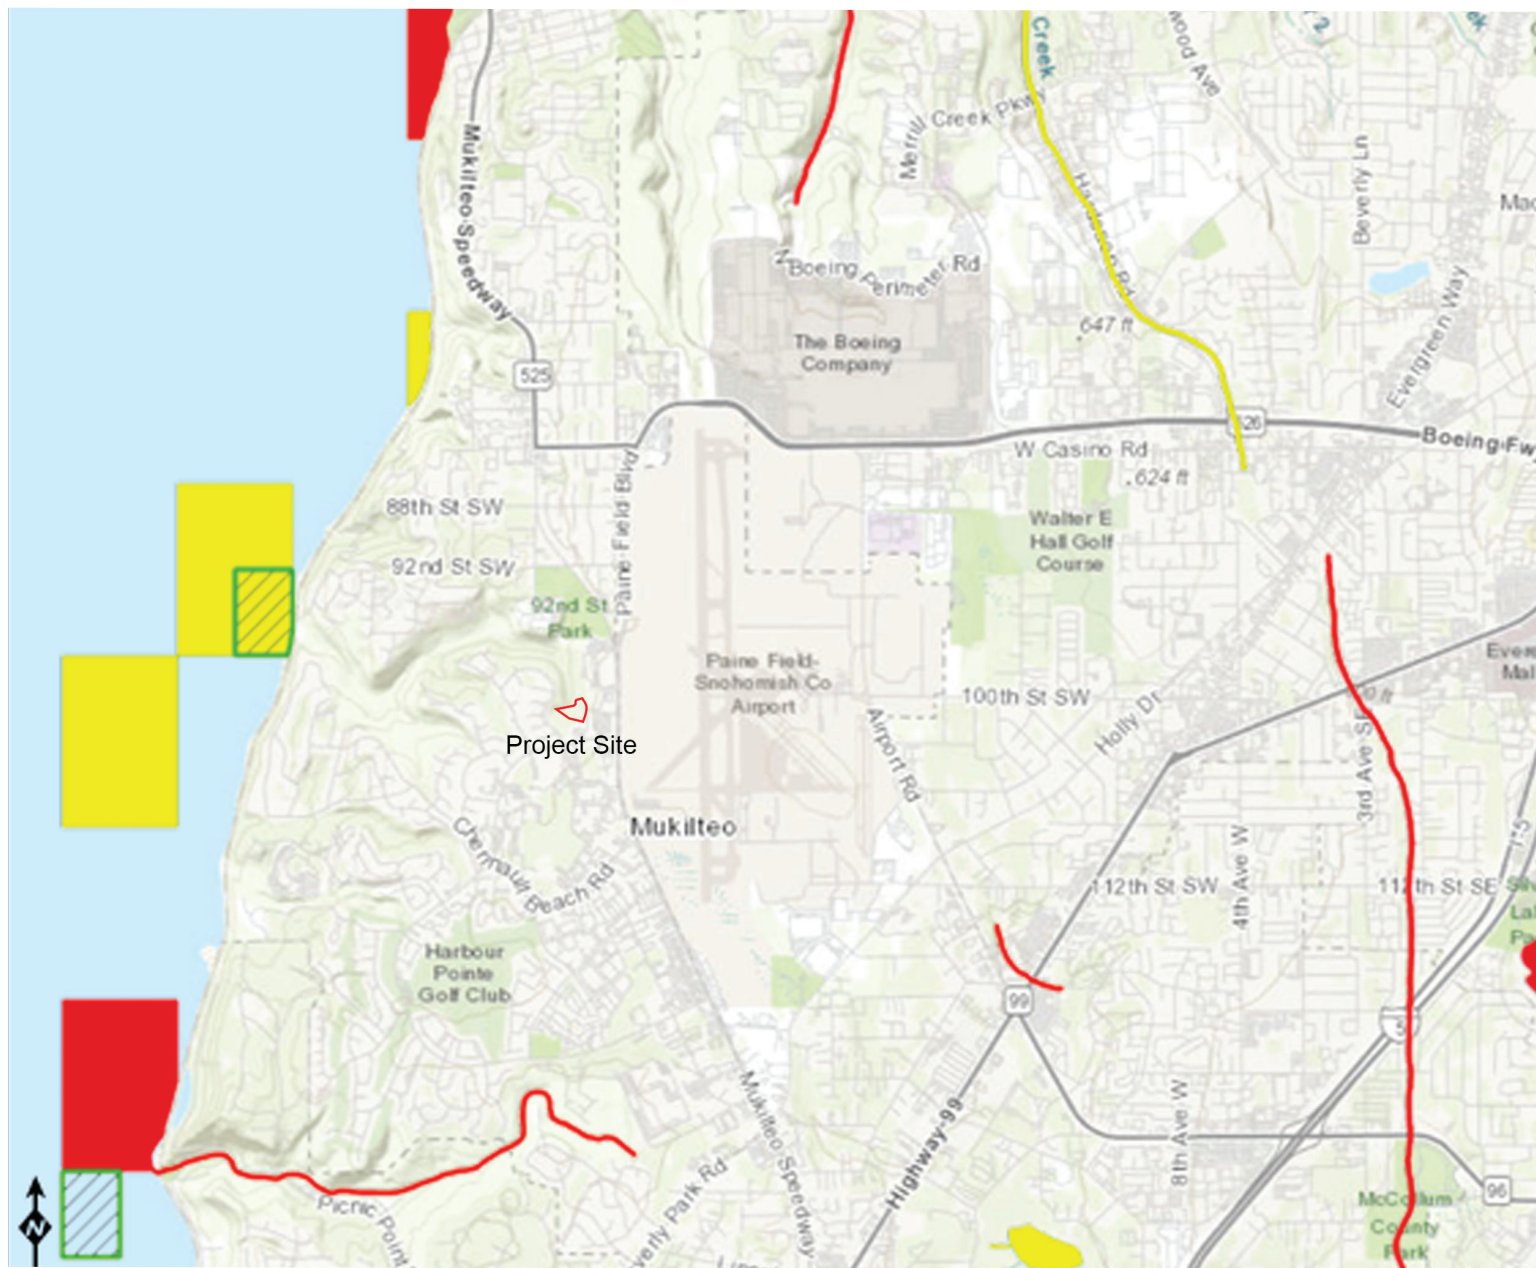 Creek
Merrill Creek Pkwy
Mukilteo Speedway
Hardeson Rd
Beverly Ln
N Boeing Perimeter Rd
Evergreen Way
647 ft
The Boeing
Company
525
526
W Casino Rd
Boeing Fwy
624 ft
88th St SW
Paine Field Blvd
92nd St SW
Walter E
Hall Golf
Course
92nd St
Park
Paine Field-
Snohomish Co
Airport
100th St SW
Holly Dr
Airport Rd
3rd Ave SE
Project Site
Mukilteo
Chennault
Beach Rd
112th St SW
4th Ave W
112th St SE
I-5
Harbour
Pointe
Golf Club
99
5
Mukilteo Speedway
Highway 99
8th Ave W
96
Picnic Point
McCollum
County
Park
N